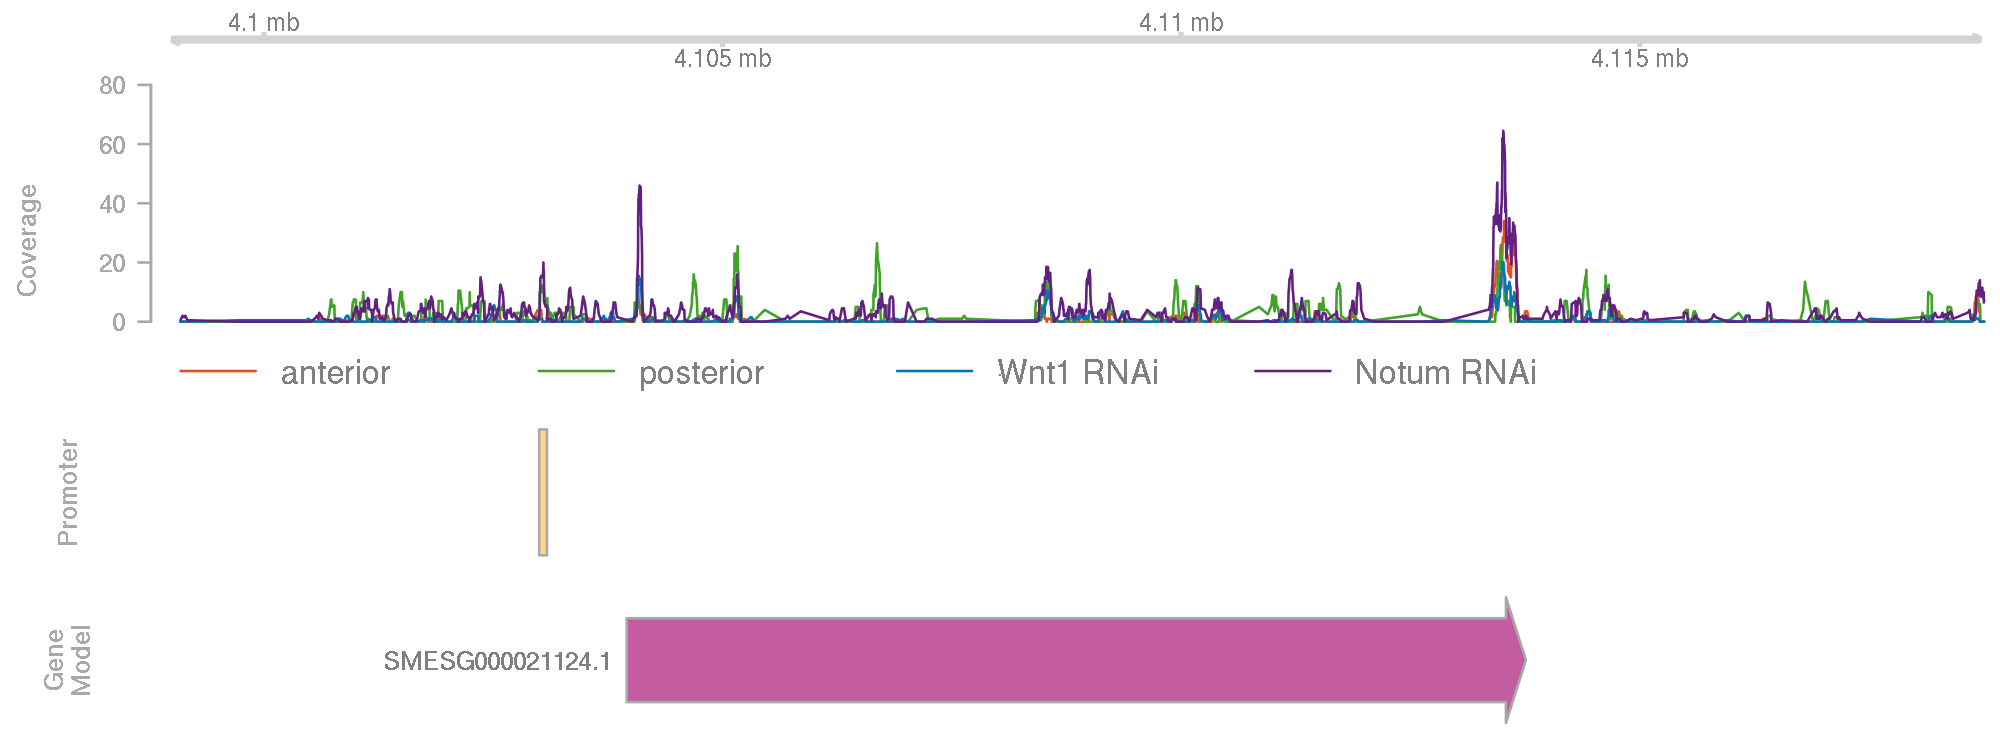 4.1 mb
4.11 mb
4.105 mb
4.115 mb
80
60
40
20
0
Coverage
anterior
posterior
Wnt1 RNAi
Notum RNAi
Promoter
Gene
Model
SMESG000021124.1